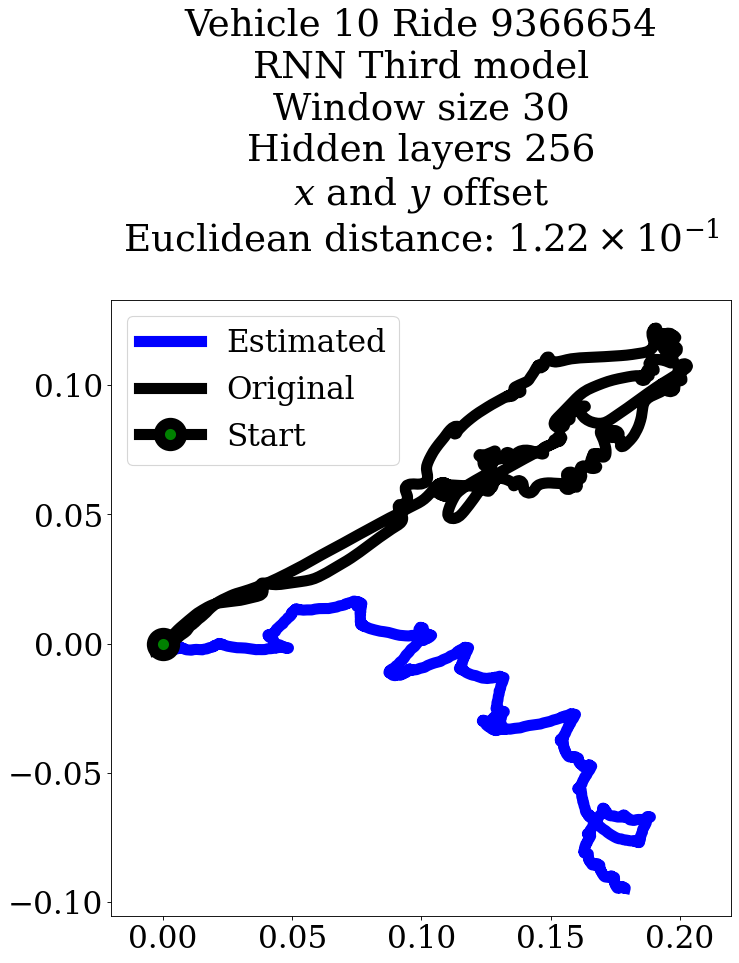 Vehicle 10 Ride 9366654
RNN Third model
Window size 30
Hidden layers 256
x and y offset
Euclidean distance: 1.22 × 10⁻¹
Estimated
Original
Start
0.10
0.05
0.00
−0.05
−0.10
0.00 0.05 0.10 0.15 0.20